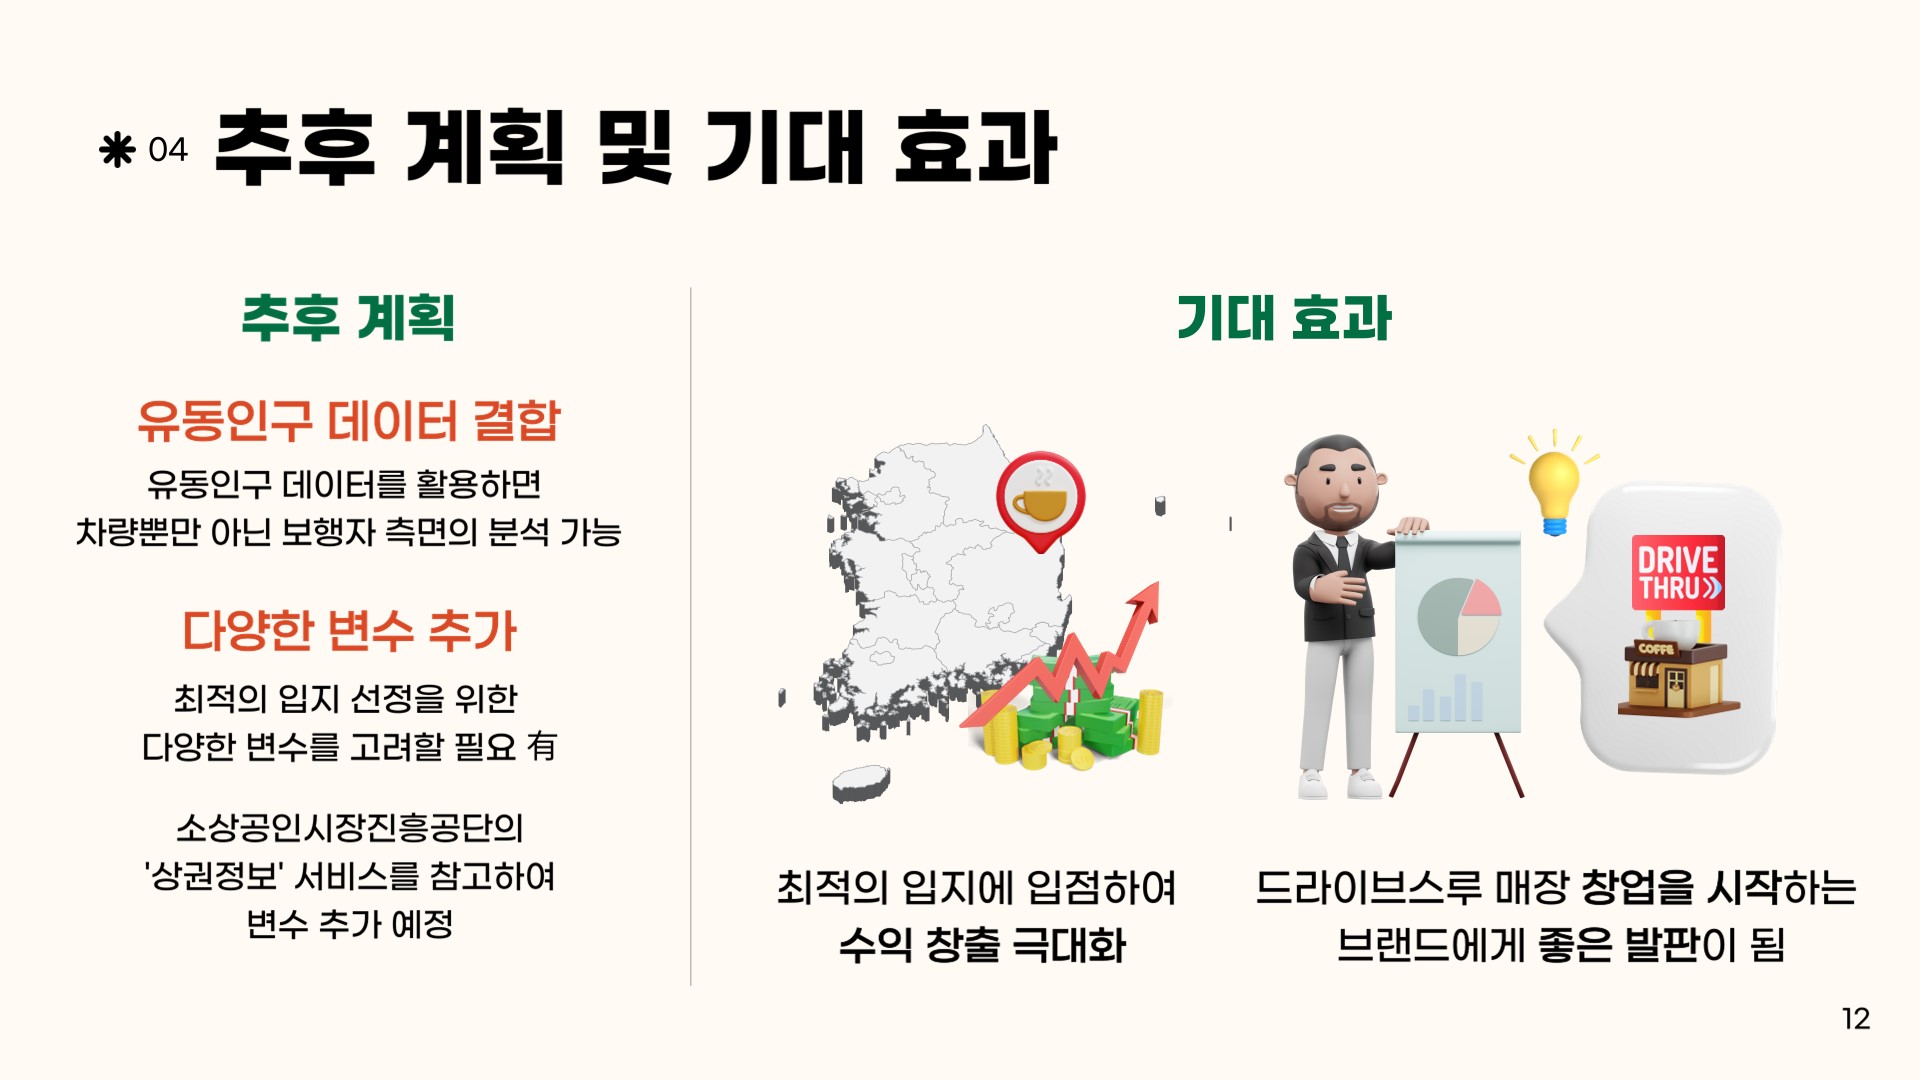 04 추후 계획 및 기대 효과
추후 계획
유동인구 데이터 결합
유동인구 데이터를 활용하면
차량뿐만 아닌 보행자 측면의 분석 가능
다양한 변수 추가
최적의 입지 선정을 위한
다양한 변수를 고려할 필요 有
소상공인시장진흥공단의
'상권정보' 서비스를 참고하여
변수 추가 예정
기대 효과
DRIVE
THRU
COFFE
최적의 입지에 입점하여
수익 창출 극대화
드라이브스루 매장 창업을 시작하는
브랜드에게 좋은 발판이 됨
12